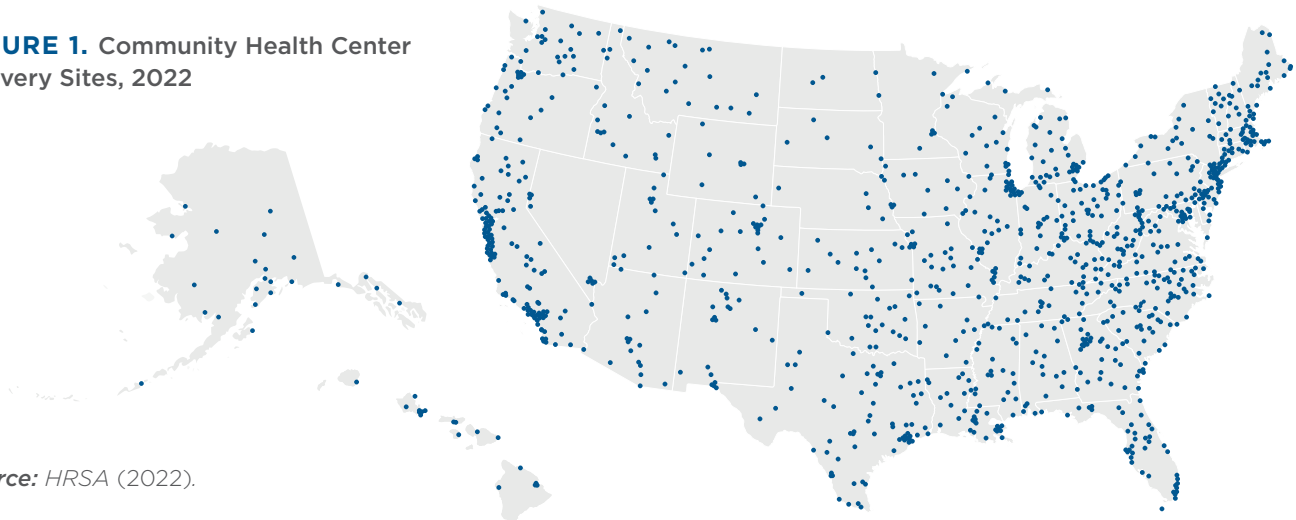 URE 1. Community Health Center
very Sites, 2022
rce: HRSA (2022).